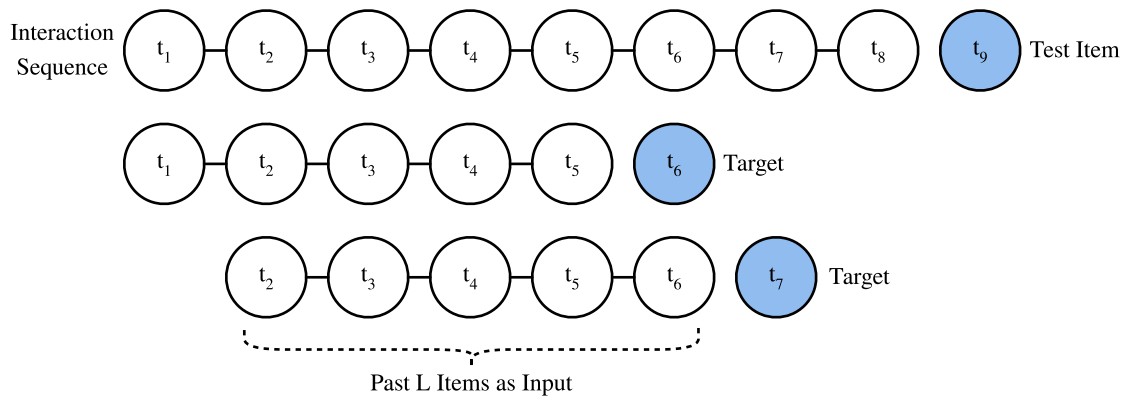 Interaction
Sequence
t1 t2 t3 t4 t5 t6 t7 t8 t9 Test Item
t1 t2 t3 t4 t5 t6 Target
t2 t3 t4 t5 t6 t7 Target
Past L Items as Input